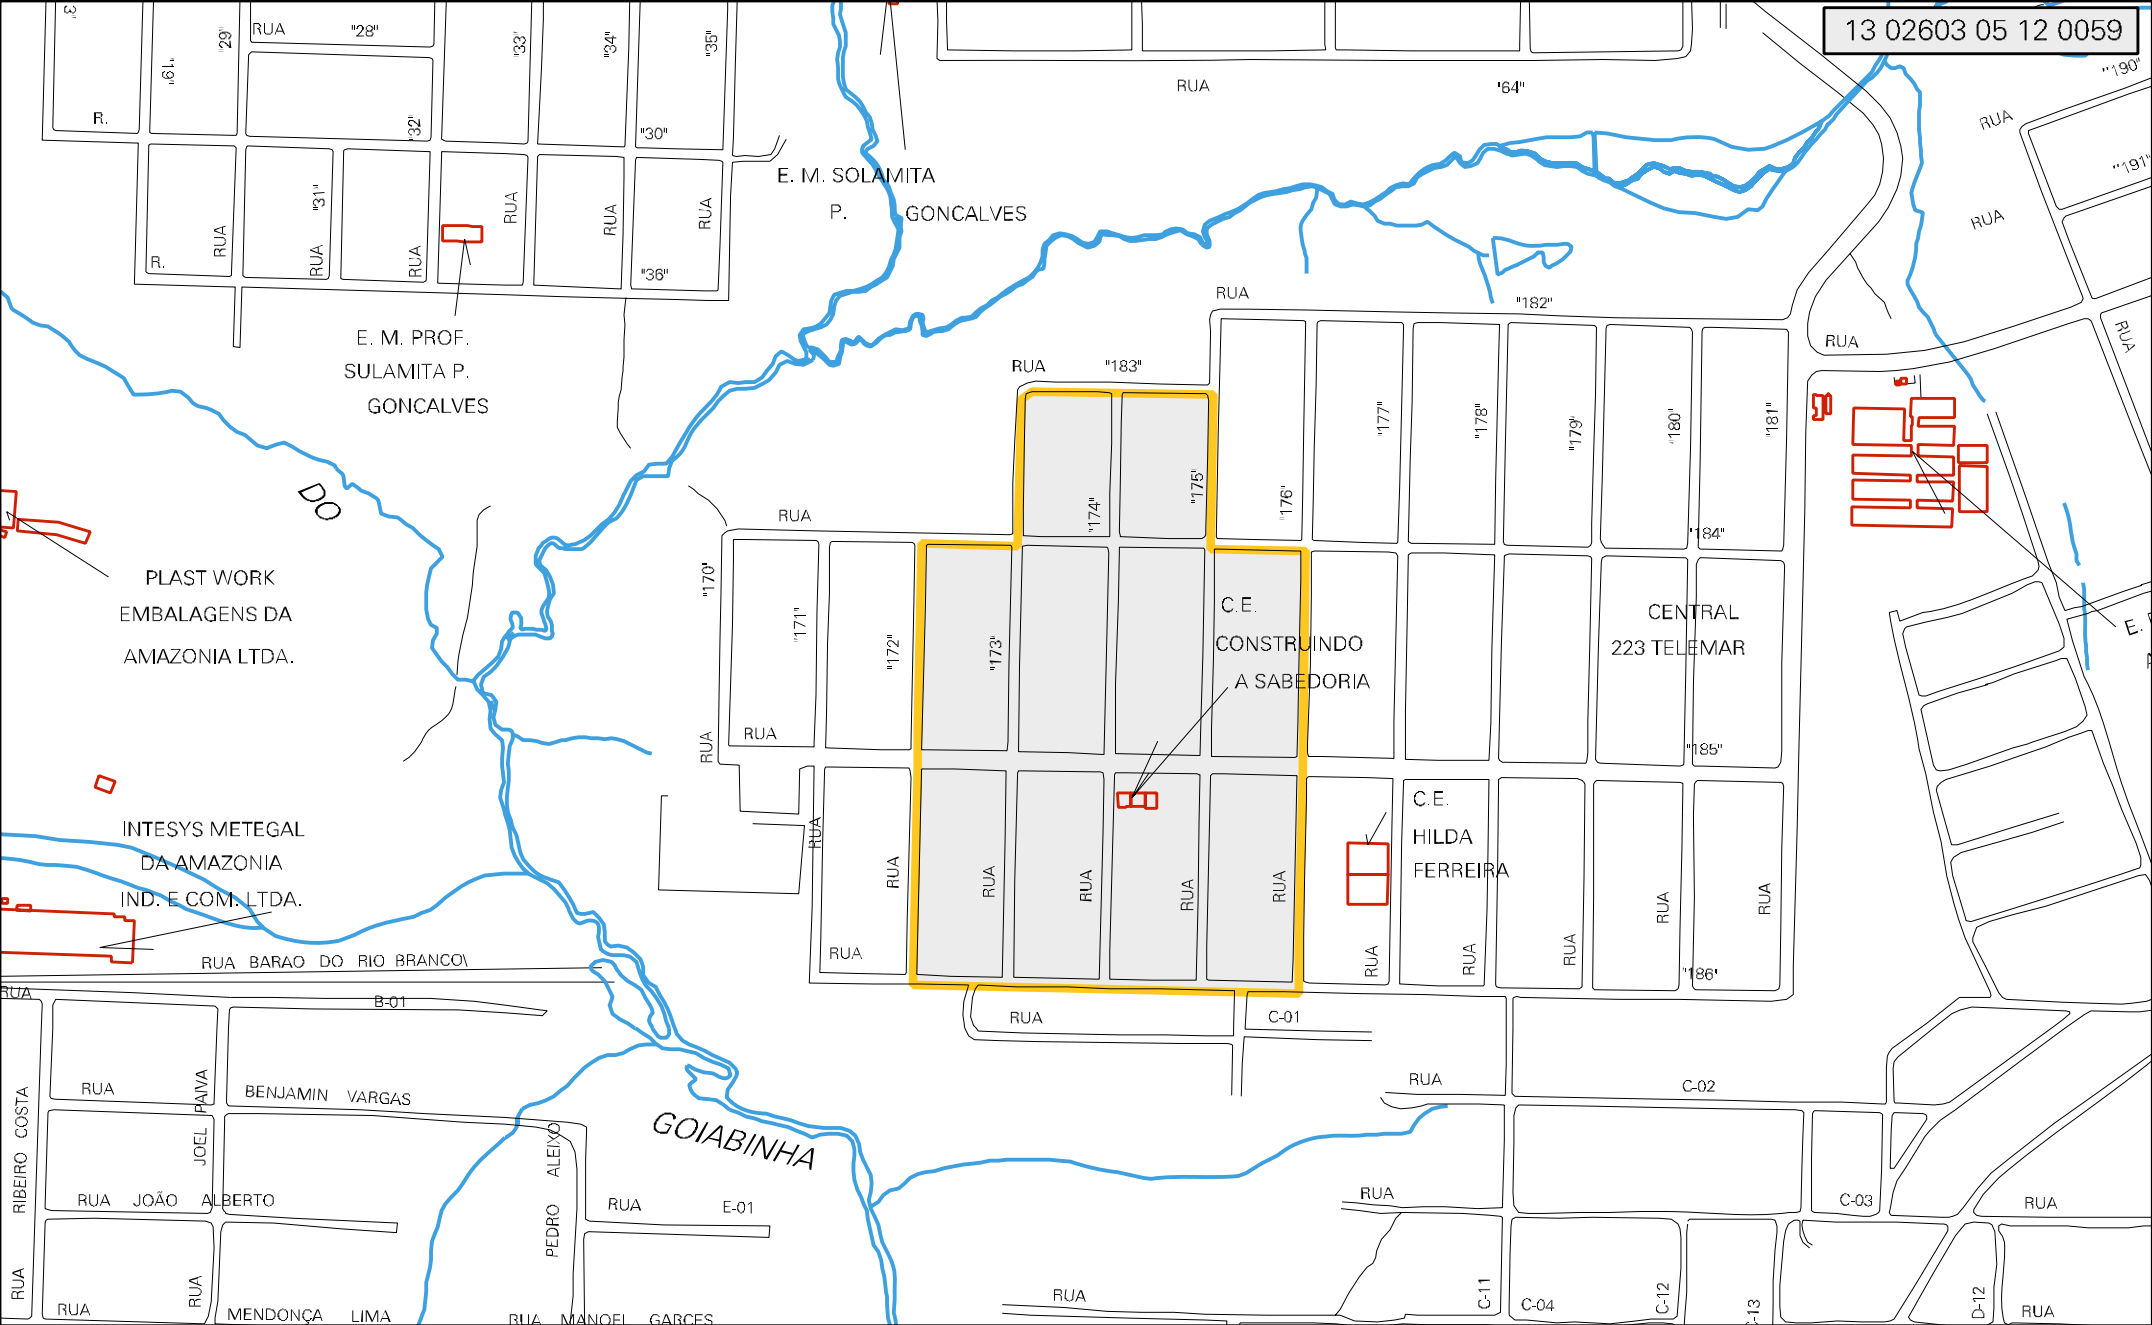 13 02603 05 12 0059
RUA "28"
"29"
"19"
"33"
"34"
"35"
R.
"32"
"30"
RUA "64"
"190"
RUA
"191"
RUA
E. M. SOLAMITA
P. GONCALVES
"31"
RUA
RUA
RUA
RUA
RUA
RUA
R.
"36"
E. M. PROF.
SULAMITA P.
GONCALVES
RUA "182"
RUA
RUA
RUA "183"
"177"
"178"
"179"
"180"
"181"
"174"
"175"
"176"
DO
RUA
"184"
PLAST WORK
EMBALAGENS DA
AMAZONIA LTDA.
"170"
"171"
"172"
"173"
C.E.
CONSTRUINDO
A SABEDORIA
CENTRAL
223 TELEMAR
E.
RUA
RUA
"185"
INTESYS METEGAL
DA AMAZONIA
IND. E COM. LTDA.
C.E.
HILDA
FERREIRA
RUA
RUA
RUA
RUA
RUA
RUA
RUA
RUA
RUA
RUA
RUA
RUA
"186"
RUA BARAO DO RIO BRANCO
RUA
B-01
RUA C-01
RUA C-02
RUA
BENJAMIN VARGAS
GOIABINHA
RUA RIBEIRO COSTA
RUA JOEL PAIVA
PEDRO ALEIXO
RUA JOÃO ALBERTO
RUA E-01
RUA C-03
RUA
C-11
C-04
C-12
C-13
D-12
RUA
RUA
RUA
MENDONÇA LIMA
RUA MANOEL GARCES